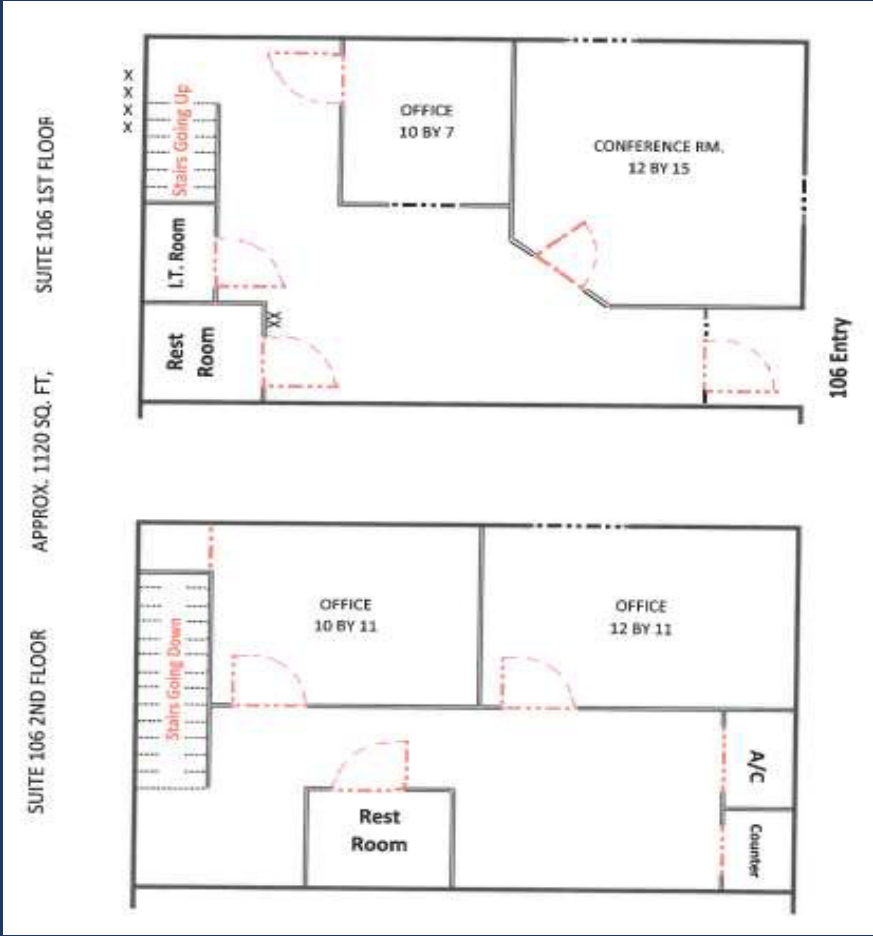 SUITE 106 1ST FLOOR
APPROX. 1120 SQ. FT,
SUITE 106 2ND FLOOR
X
X
X
X
Stairs Going Up
OFFICE
10 BY 7
CONFERENCE RM.
12 BY 15
I.T. Room
Rest
Room
XX
106 Entry
Stairs Going Down
OFFICE
10 BY 11
OFFICE
12 BY 11
Rest
Room
A/C
Counter